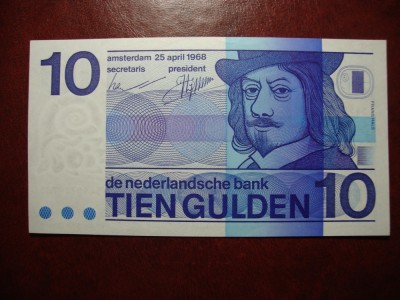 10
amsterdam 25 april 1968
secretaris president
de nederlandsche bank
TIEN GULDEN 10